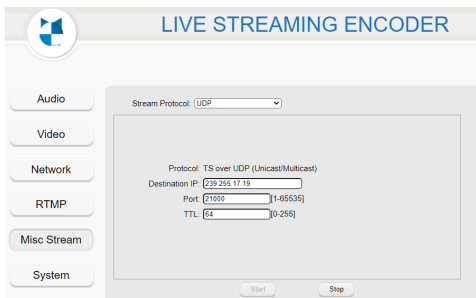 LIVE STREAMING ENCODER
Audio
Video
Network
RTMP
Misc Stream
System
Stream Protocol: UDP
Protocol: TS over UDP (Unicast/Multicast)
Destination IP: 239.255.17.19
Port: 21000 [1-65535]
TTL: 64 [0-255]
Start Stop